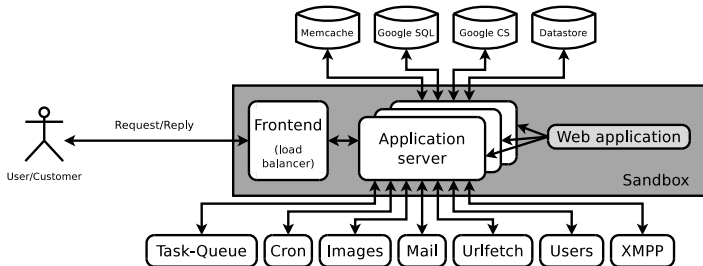 Memcache
Google SQL
Google CS
Datastore
Request/Reply
User/Customer
Frontend
(load
balancer)
Application
server
Web application
Sandbox
Task-Queue
Cron
Images
Mail
Urlfetch
Users
XMPP